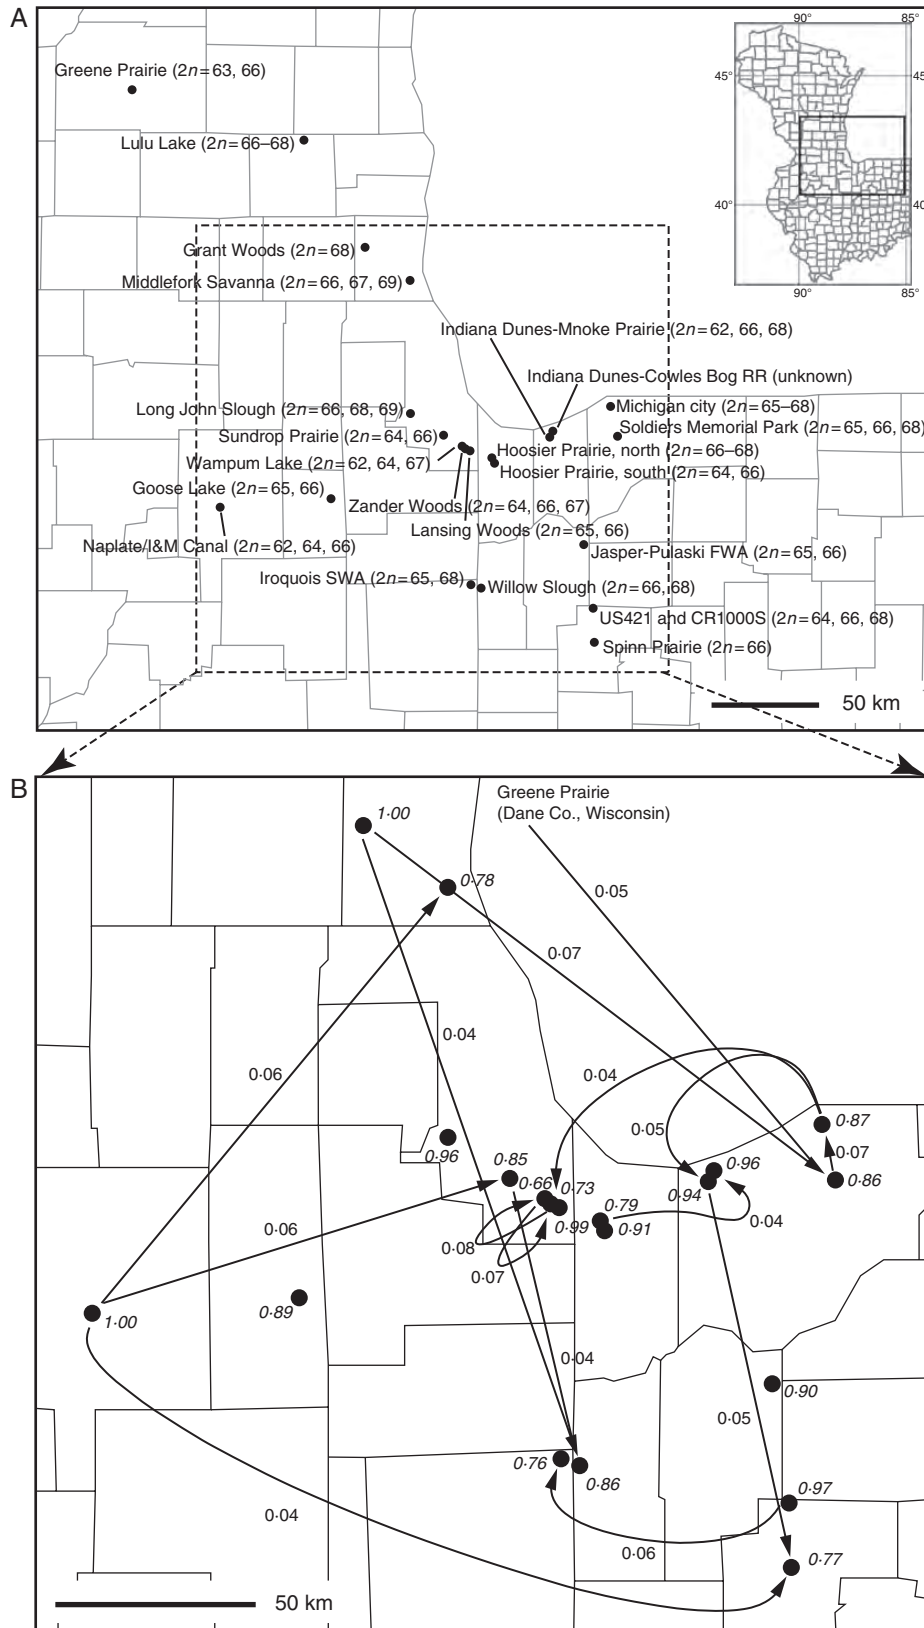 A
90°
85°
45°
45
40°
40
90°
85°
Greene Prairie (2n=63, 66)
Lulu Lake (2n=66–68)
Grant Woods (2n=68)
Middlefork Savanna (2n=66, 67, 69)
Indiana Dunes-Mnoke Prairie (2n=62, 66, 68)
Indiana Dunes-Cowles Bog RR (unknown)
Long John Slough (2n=66, 68, 69)
Michigan city (2n=65–68)
Soldiers Memorial Park (2n=65, 66, 68)
Sundrop Prairie (2n=64, 66)
Hoosier Prairie, north (2n=66–68)
Wampum Lake (2n=62, 64, 67)
Hoosier Prairie, south (2n=64, 66)
Goose Lake (2n=65, 66)
Zander Woods (2n=64, 66, 67)
Lansing Woods (2n=65, 66)
Naplate/I&M Canal (2n=62, 64, 66)
Jasper-Pulaski FWA (2n=65, 66)
Iroquois SWA (2n=65, 68)
Willow Slough (2n=66, 68)
US421 and CR1000S (2n=64, 66, 68)
Spinn Prairie (2n=66)
50 km
B
Greene Prairie
(Dane Co., Wisconsin)
1·00
0·78
0·05
0·07
0·04
0·06
0·04
0·87
0·05
0·07
0·96
0·85
0·96
0·86
0·66
0·73
0·94
0·79
0·99
0·91
0·04
0·06
0·08
0·07
0·89
1·00
0·04
0·90
0·05
0·76
0·86
0·97
0·04
0·06
0·77
50 km